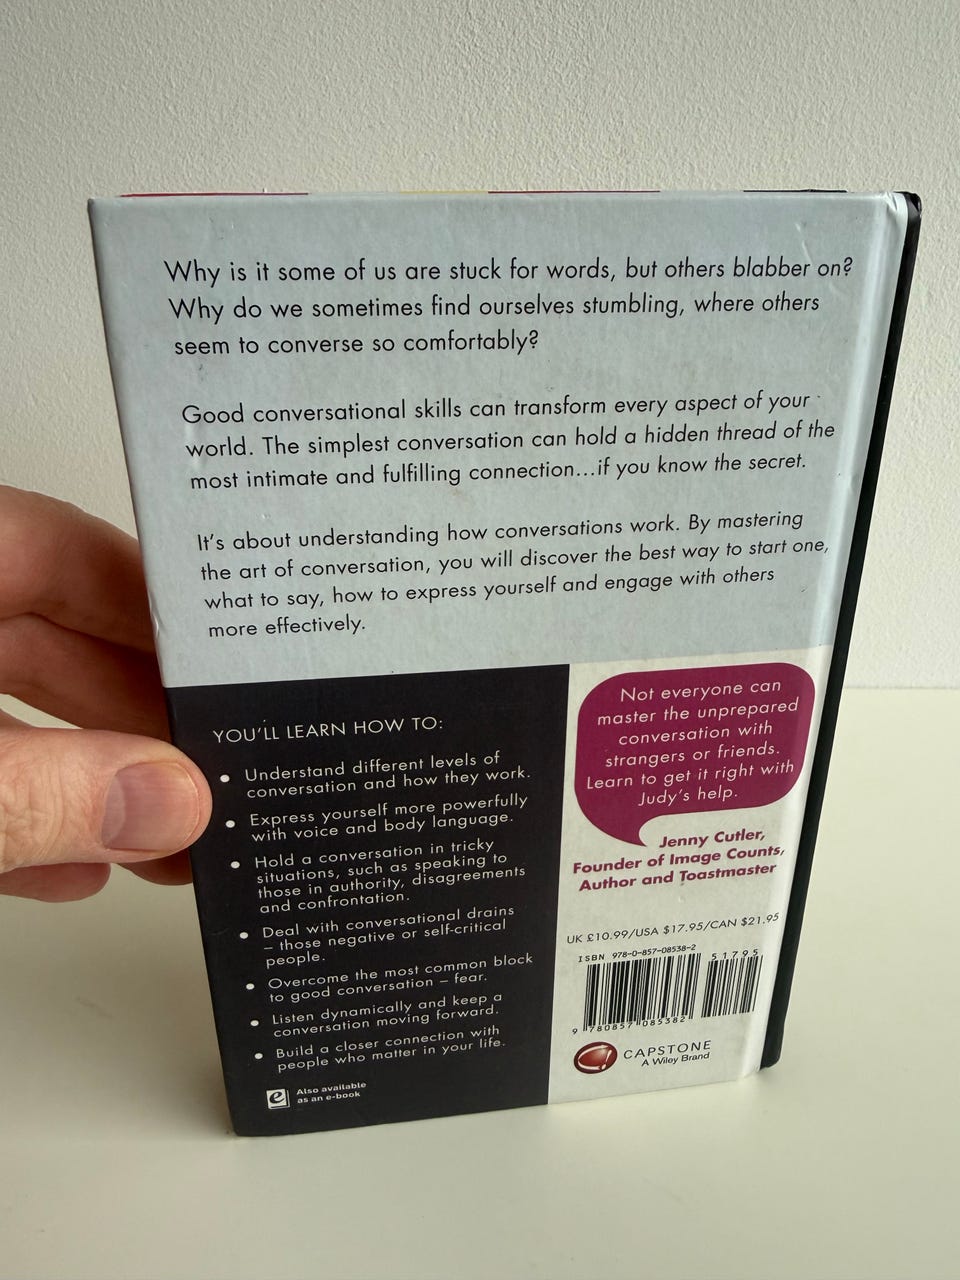 Why is it some of us are stuck for words, but others blabber on?
Why do we sometimes find ourselves stumbling, where others
seem to converse so comfortably?
Good conversational skills can transform every aspect of your
world. The simplest conversation can hold a hidden thread of the
most intimate and fulfilling connection...if you know the secret.
It's about understanding how conversations work. By mastering
the art of conversation, you will discover the best way to start one,
what to say, how to express yourself and engage with others
more effectively.
YOU'LL LEARN HOW TO:
• Understand different levels of
conversation and how they work.
• Express yourself more powerfully
with voice and body language.
• Hold a conversation in tricky
situations, such as speaking to
those in authority, disagreements
and confrontation.
• Deal with conversational drains
– those negative or self-critical
people.
• Overcome the most common block
to good conversation – fear.
• Listen dynamically and keep a
conversation moving forward.
• Build a closer connection with
people who matter in your life.
e Also available
as an e-book
Not everyone can
master the unprepared
conversation with
strangers or friends.
Learn to get it right with
Judy's help.
Jenny Cutler,
Founder of Image Counts,
Author and Toastmaster
UK £10.99/USA $17.95/CAN $21.95
ISBN 978-0-857-08538-2
51795
9 780857 085382
CAPSTONE
A Wiley Brand